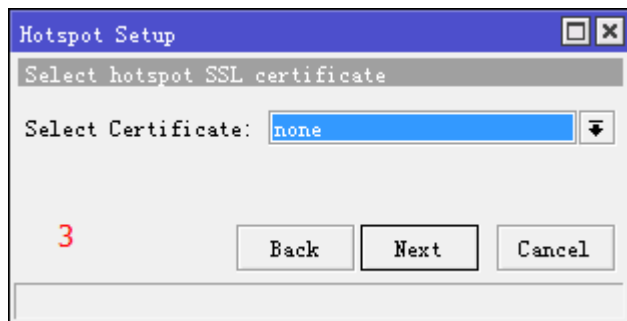 Hotspot Setup
Select hotspot SSL certificate
Select Certificate: none
3
Back Next Cancel